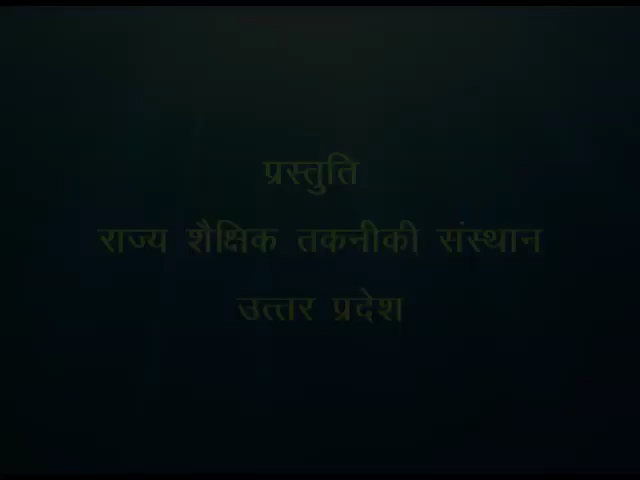 प्रस्तुति
राज्य शैक्षिक तकनीकी संस्थान
उत्तर प्रदेश